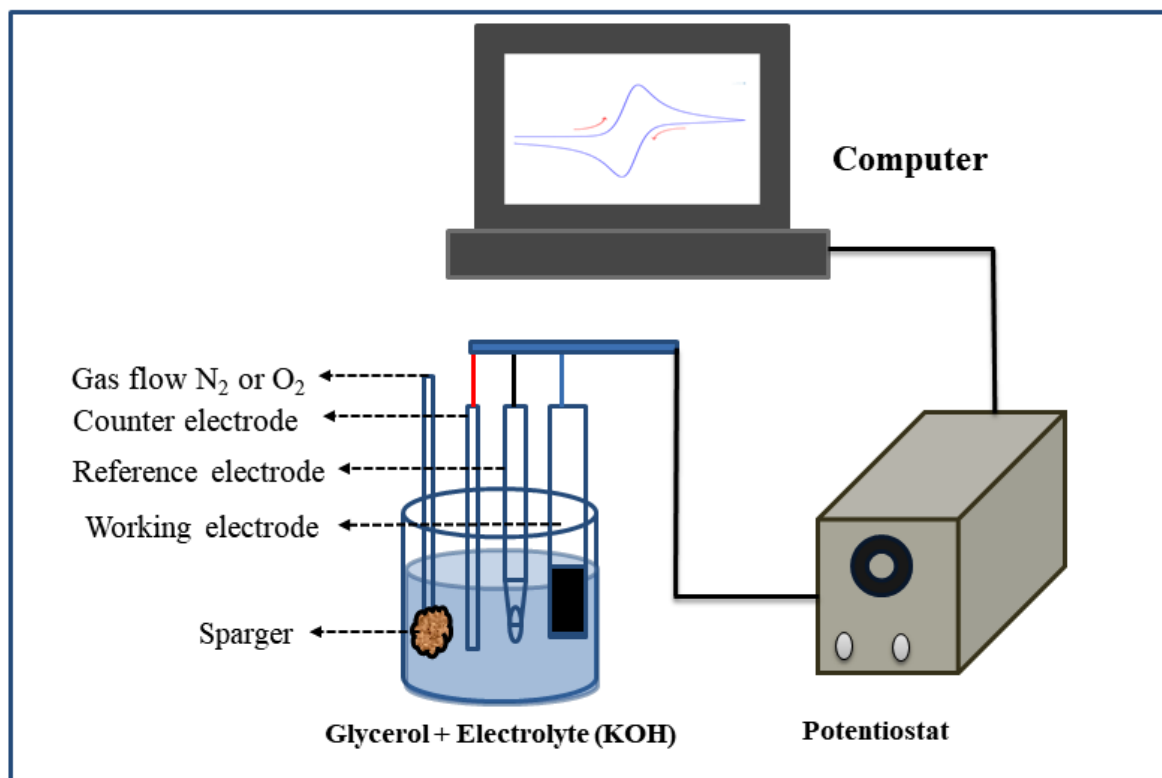 Computer
Gas flow N₂ or O₂
Counter electrode
Reference electrode
Working electrode
Sparger
Glycerol + Electrolyte (KOH)
Potentiostat